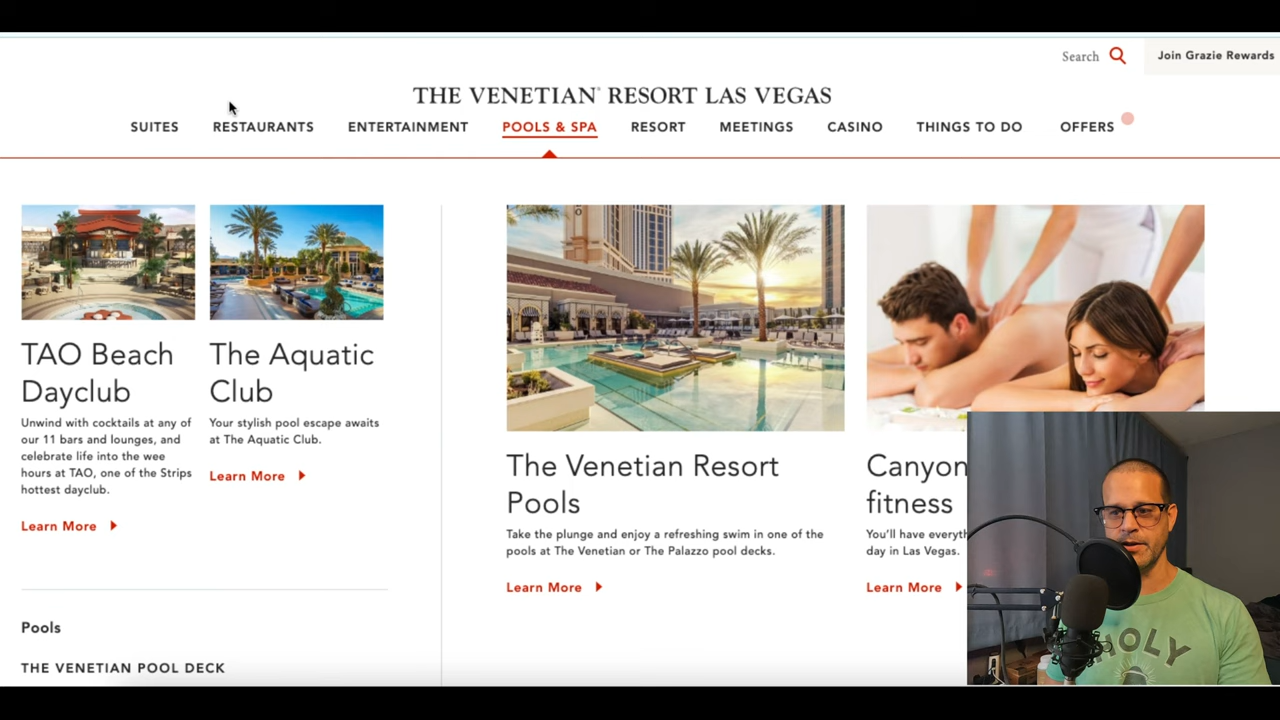 Search
Join Grazie Rewards
THE VENETIAN® RESORT LAS VEGAS
SUITES
RESTAURANTS
ENTERTAINMENT
POOLS & SPA
RESORT
MEETINGS
CASINO
THINGS TO DO
OFFERS
TAO Beach
Dayclub
Unwind with cocktails at any of
our 11 bars and lounges, and
celebrate life into the wee
hours at TAO, one of the Strips
hottest dayclub.
Learn More
The Aquatic
Club
Your stylish pool escape awaits
at The Aquatic Club.
Learn More
Pools
THE VENETIAN POOL DECK
The Venetian Resort
Pools
Take the plunge and enjoy a refreshing swim in one of the
pools at The Venetian or The Palazzo pool decks.
Learn More
Canyon
fitness
You'll have everyth
day in Las Vegas.
Learn More
HOLY